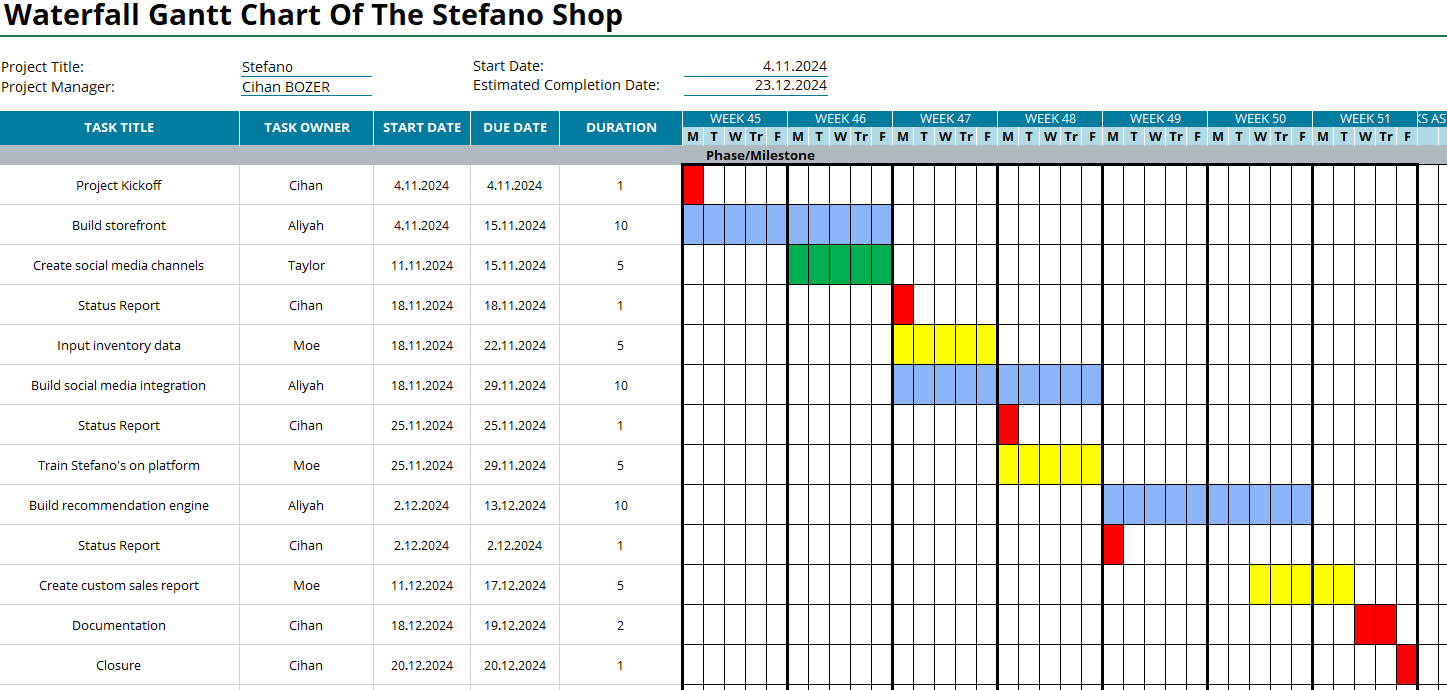 Waterfall Gantt Chart Of The Stefano Shop
Project Title: Stefano Start Date: 4.11.2024
Project Manager: Cihan BOZER Estimated Completion Date: 23.12.2024
TASK TITLE TASK OWNER START DATE DUE DATE DURATION WEEK 45 WEEK 46 WEEK 47 WEEK 48 WEEK 49 WEEK 50 WEEK 51 KS AS
M T W Tr F M T W Tr F M T W Tr F M T W Tr F M T W Tr F M T W Tr F M T W Tr F
Phase/Milestone
Project Kickoff Cihan 4.11.2024 4.11.2024 1
Build storefront Aliyah 4.11.2024 15.11.2024 10
Create social media channels Taylor 11.11.2024 15.11.2024 5
Status Report Cihan 18.11.2024 18.11.2024 1
Input inventory data Moe 18.11.2024 22.11.2024 5
Build social media integration Aliyah 18.11.2024 29.11.2024 10
Status Report Cihan 25.11.2024 25.11.2024 1
Train Stefano's on platform Moe 25.11.2024 29.11.2024 5
Build recommendation engine Aliyah 2.12.2024 13.12.2024 10
Status Report Cihan 2.12.2024 2.12.2024 1
Create custom sales report Moe 11.12.2024 17.12.2024 5
Documentation Cihan 18.12.2024 19.12.2024 2
Closure Cihan 20.12.2024 20.12.2024 1